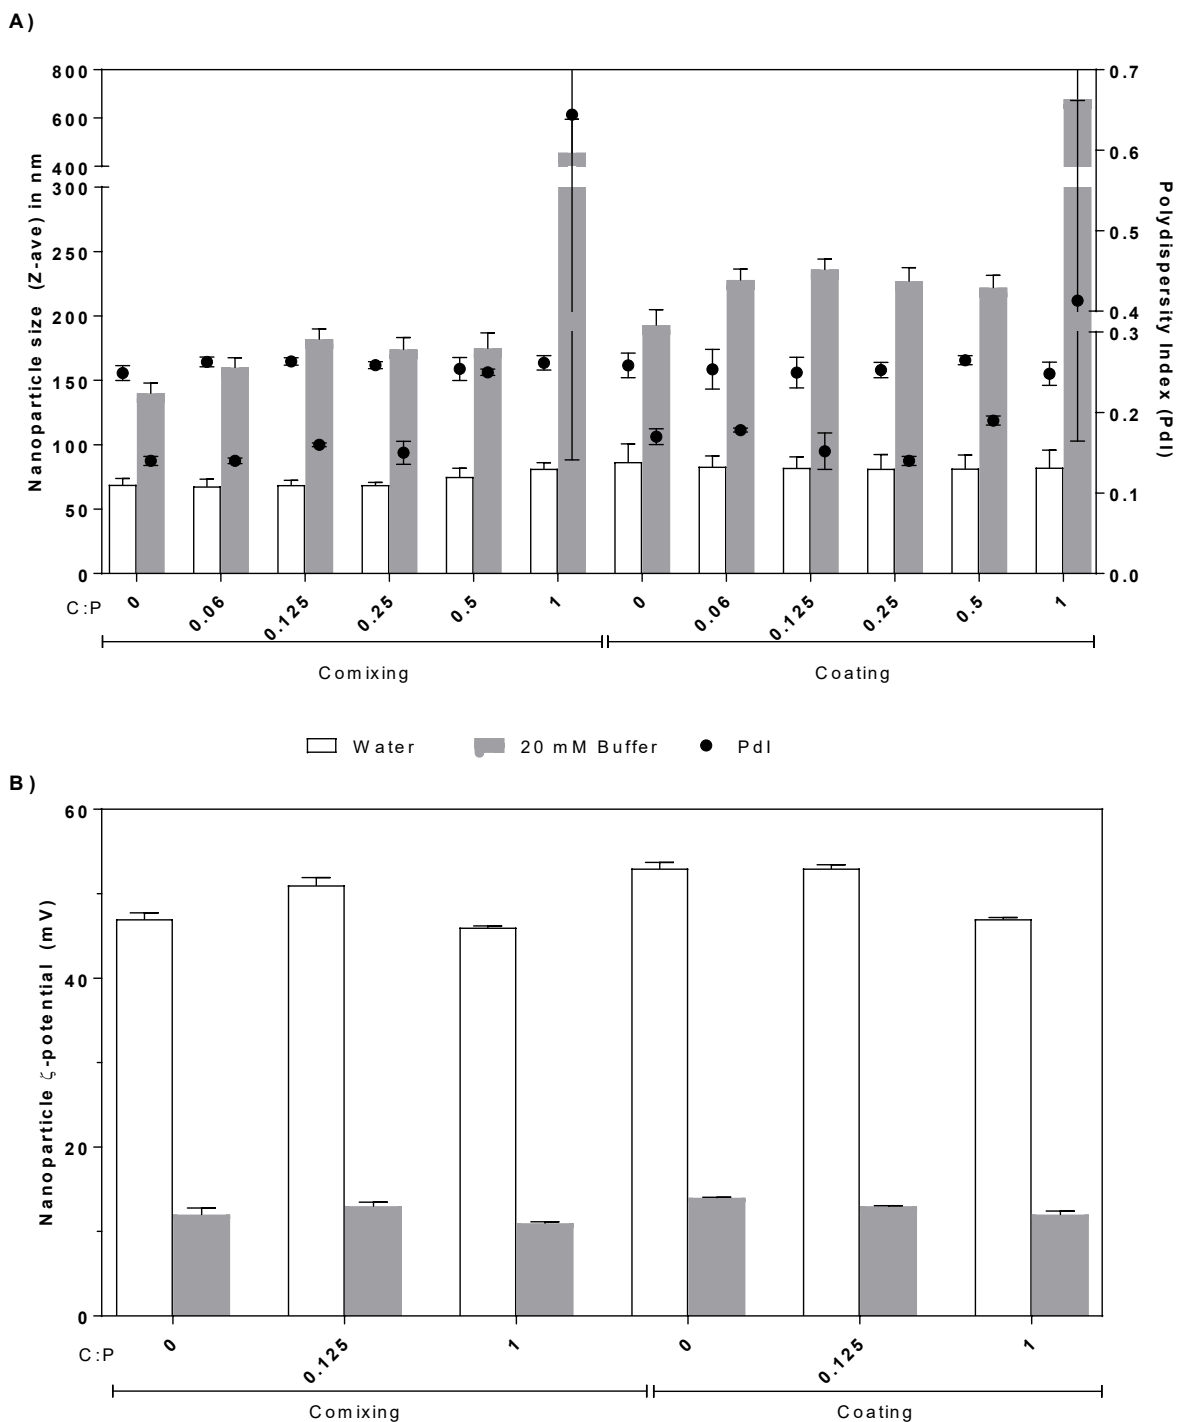 A)
Nanoparticle size (Z-ave) in nm
800
600
400
300
250
200
150
100
50
0
0.7
0.6
0.5
0.4
0.3
0.2
0.1
0.0
Polydispersity Index (PdI)
C:P
0
0.06
0.125
0.25
0.5
1
0
0.06
0.125
0.25
0.5
1
Comixing
Coating
Water
20 mM Buffer
PdI
B)
Nanoparticle ζ-potential (mV)
60
40
20
0
C:P
0
0.125
1
0
0.125
1
Comixing
Coating